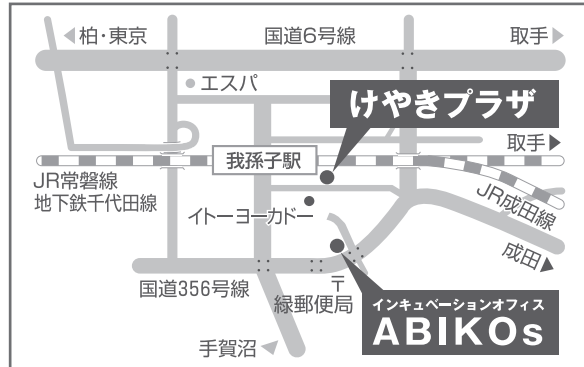 ◀柏・東京
国道6号線
取手▶
エスパ
けやきプラザ
取手▶
我孫子駅
JR常磐線
地下鉄千代田線
イトーヨーカドー
JR成田線
成田▶
国道356号線
〒
緑郵便局
インキュベーションオフィス
ABIKOs
手賀沼◀